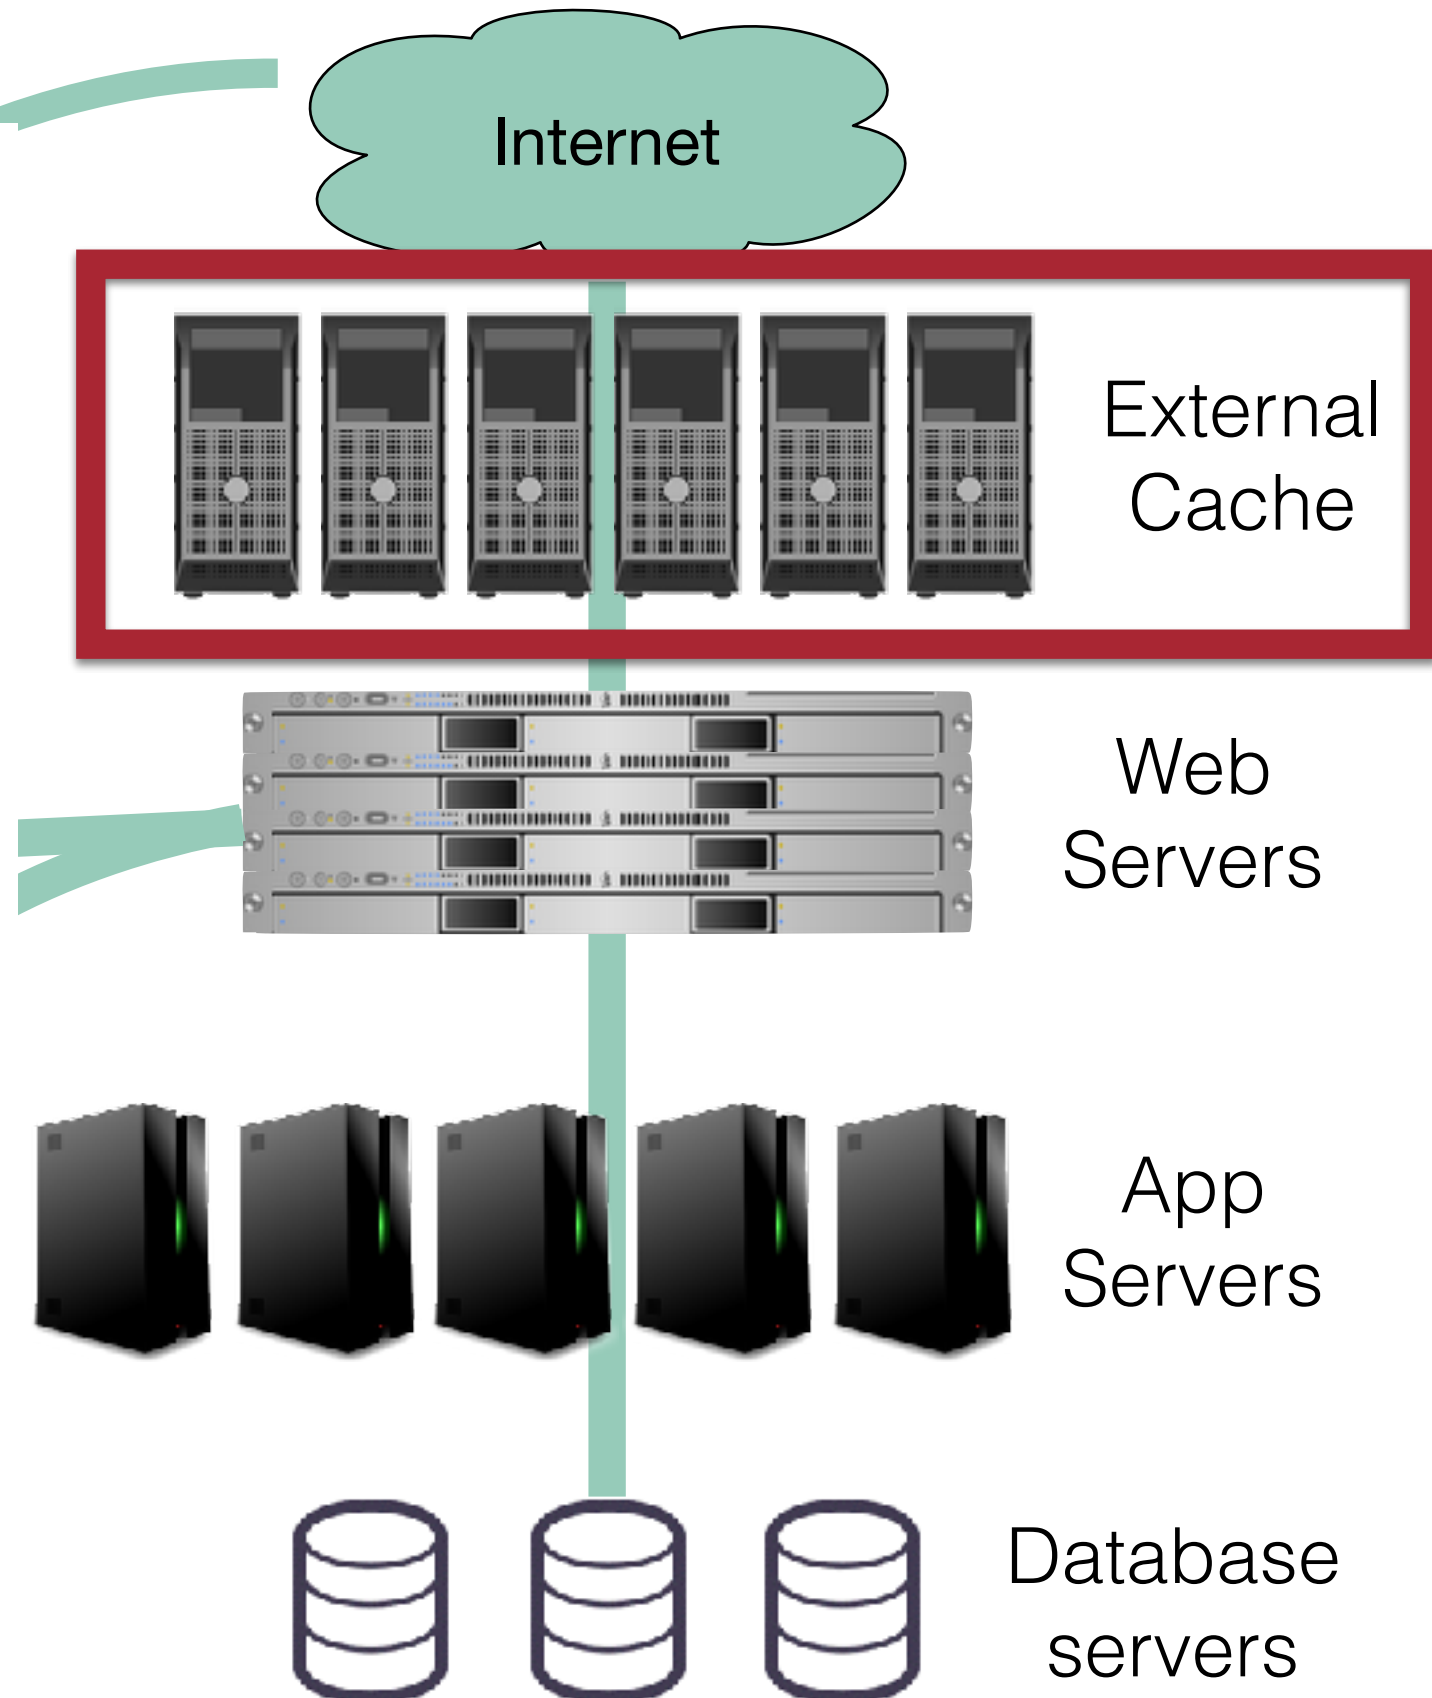 Internet
External
Cache
Web
Servers
App
Servers
Database
servers